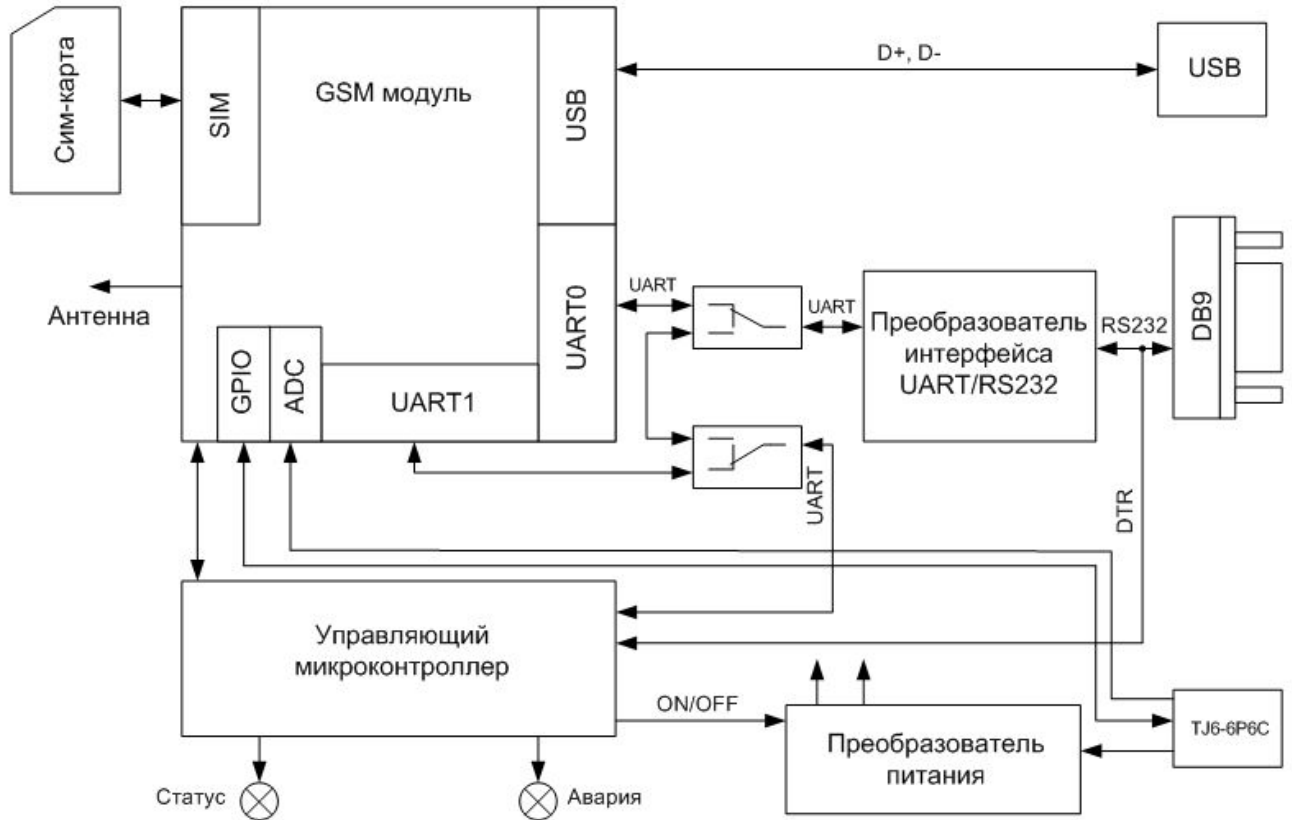 Сим-карта
SIM
GSM модуль
USB
D+, D-
USB
Антенна
GPIO
ADC
UART1
UART0
UART
UART
Преобразователь
интерфейса
UART/RS232
RS232
DB9
UART
DTR
Управляющий
микроконтроллер
ON/OFF
Преобразователь
питания
TJ6-6P6C
Статус
Авария